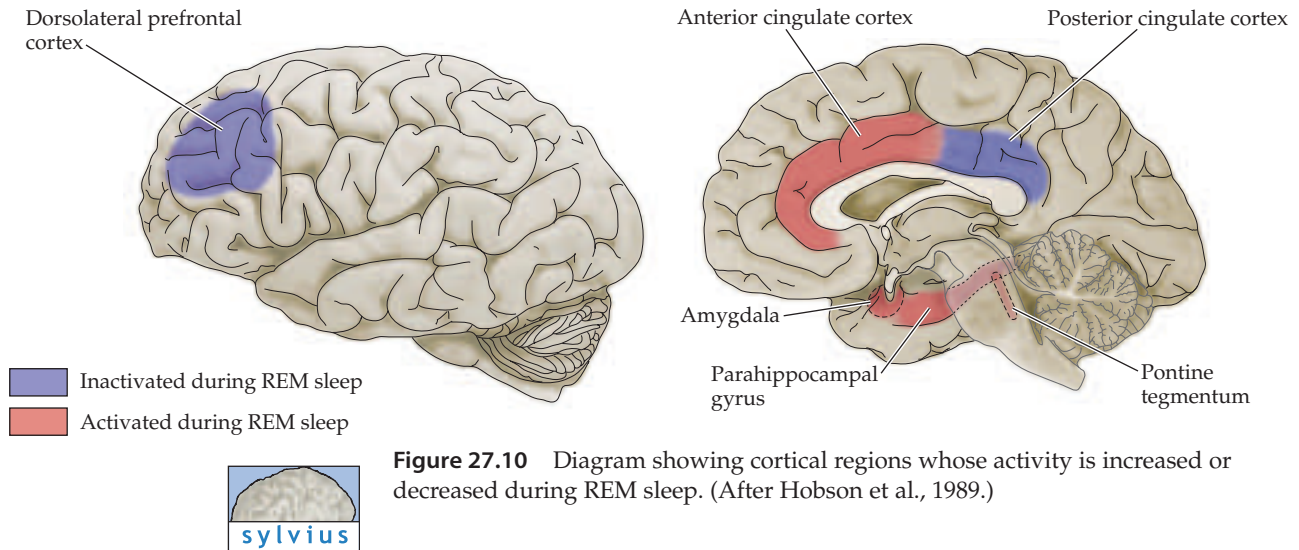 Dorsolateral prefrontal
cortex
Anterior cingulate cortex
Posterior cingulate cortex
Amygdala
Parahippocampal
gyrus
Pontine
tegmentum
Inactivated during REM sleep
Activated during REM sleep
Figure 27.10 Diagram showing cortical regions whose activity is increased or
decreased during REM sleep. (After Hobson et al., 1989.)
sylvius